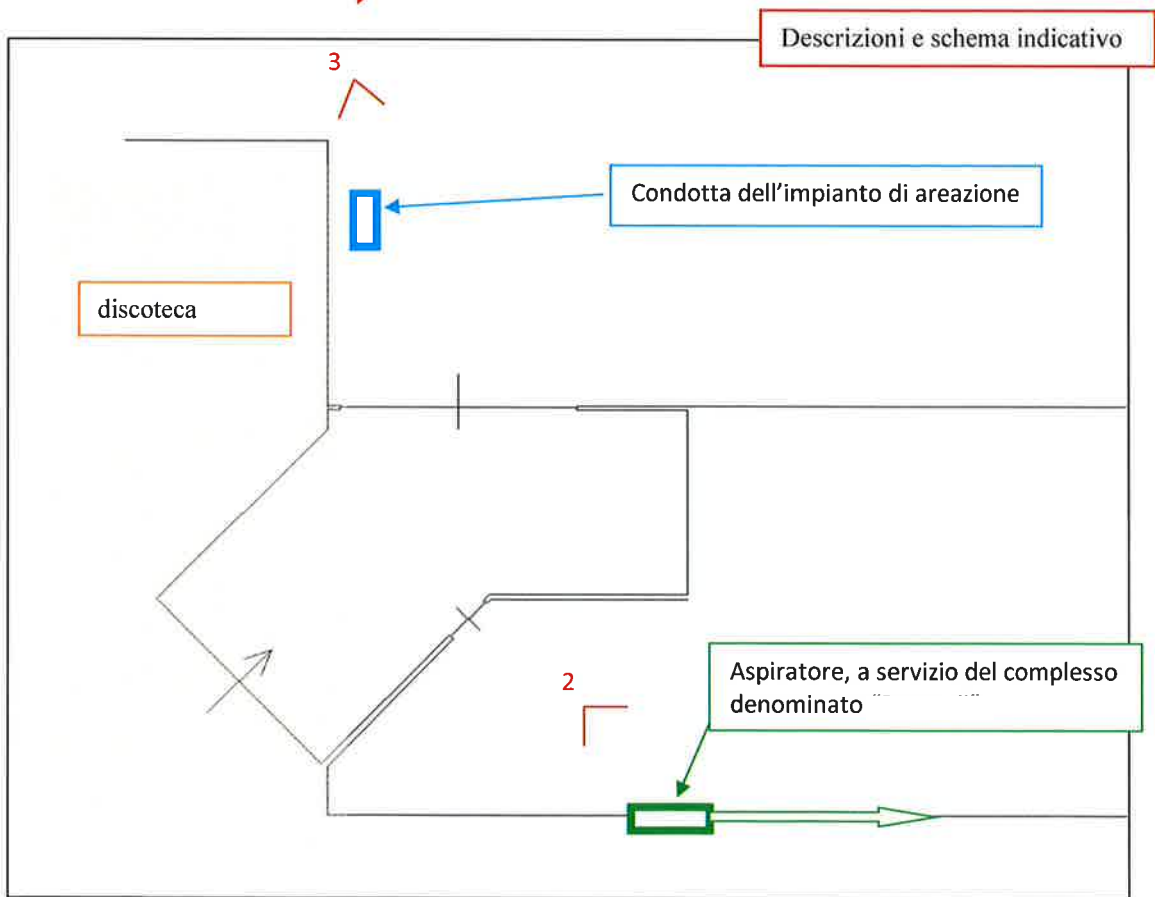 Descrizioni e schema indicativo
3
Condotta dell’impianto di areazione
discoteca
2
Aspiratore, a servizio del complesso
denominato